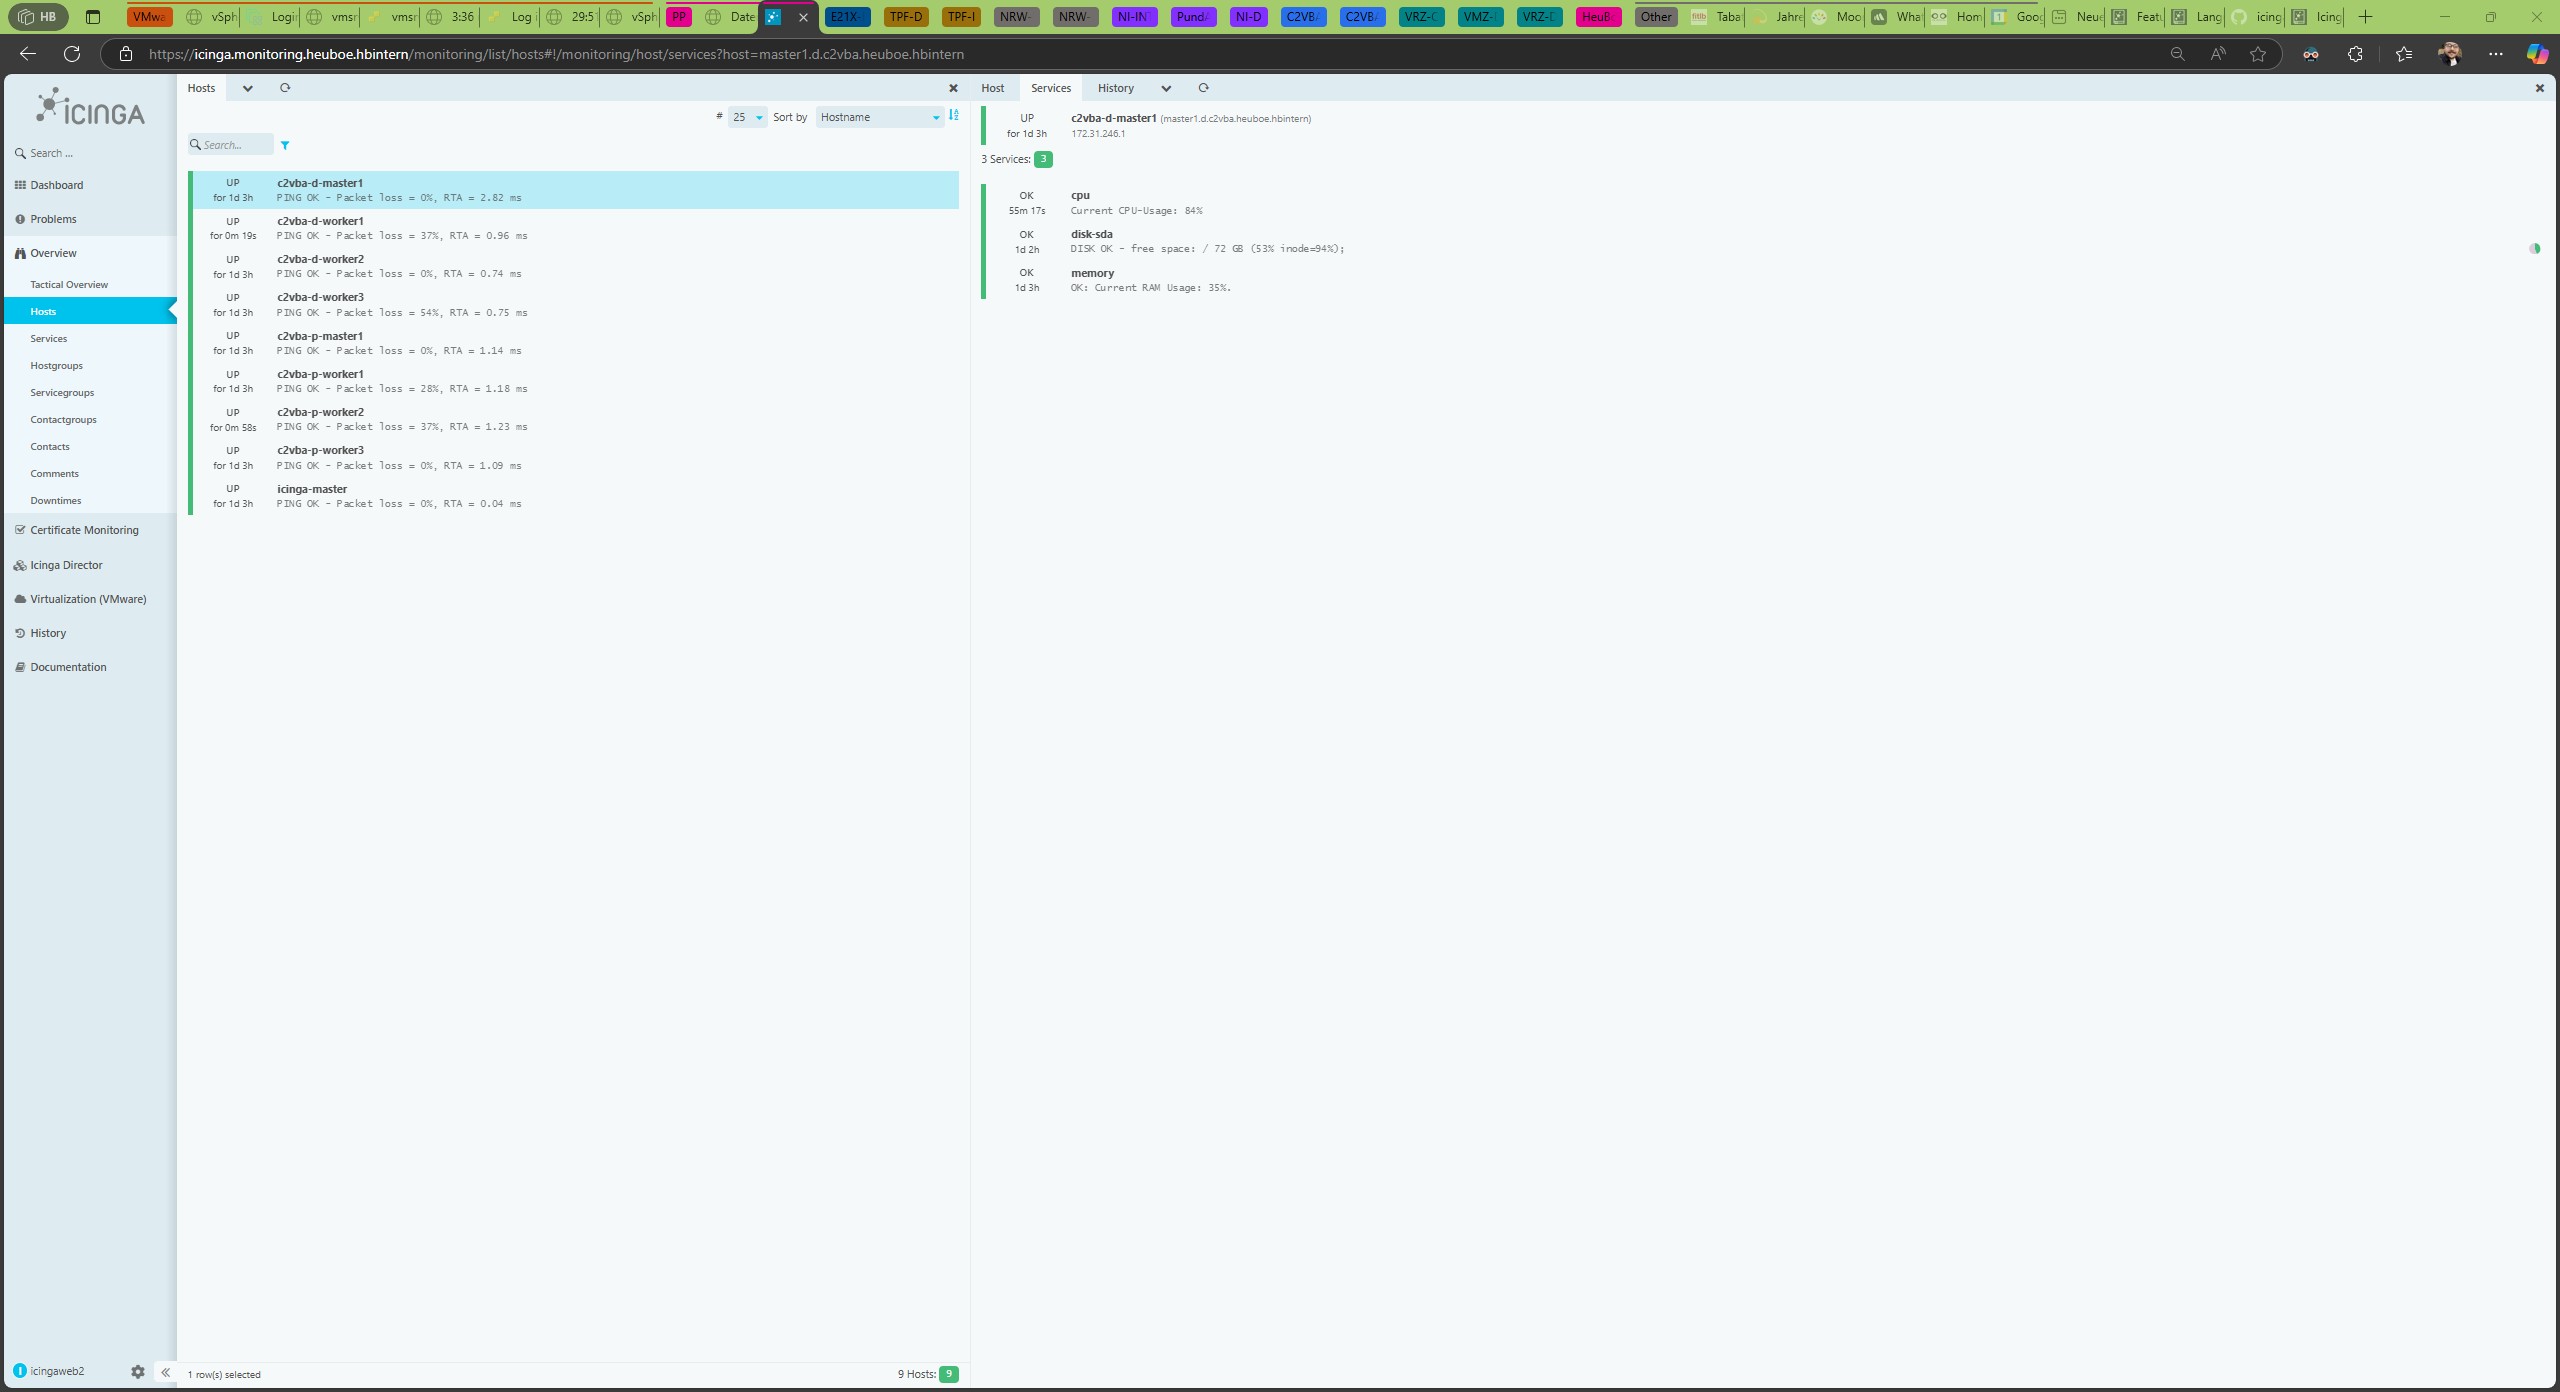 HB
VMwa
vSph
Login
vmsr
vmsr
3:36
Log i
29:51
vSph
PP
Date
E21X-
TPF-D
TPF-I
NRW-
NRW-
NI-IN
PundA
NI-D
C2VBA
C2VBA
VRZ-C
VMZ-
VRZ-D
HeuB
Other
Taba
Jahre
Moo
Wha
Hom
Goog
Neue
Feat
Lang
icing
Icing
https://icinga.monitoring.heuboe.hbintern/monitoring/list/hosts#!/monitoring/host/services?host=master1.d.c2vba.heuboe.hbintern
ICINGA
Search ...
Dashboard
Problems
Overview
Tactical Overview
Hosts
Services
Hostgroups
Servicegroups
Contactgroups
Contacts
Comments
Downtimes
Certificate Monitoring
Icinga Director
Virtualization (VMware)
History
Documentation
icingaweb2
Hosts
# 25 Sort by Hostname
Search...
UP c2vba-d-master1
for 1d 3h PING OK - Packet loss = 0%, RTA = 2.82 ms
UP c2vba-d-worker1
for 0m 19s PING OK - Packet loss = 37%, RTA = 0.96 ms
UP c2vba-d-worker2
for 1d 3h PING OK - Packet loss = 0%, RTA = 0.74 ms
UP c2vba-d-worker3
for 1d 3h PING OK - Packet loss = 54%, RTA = 0.75 ms
UP c2vba-p-master1
for 1d 3h PING OK - Packet loss = 0%, RTA = 1.14 ms
UP c2vba-p-worker1
for 1d 3h PING OK - Packet loss = 28%, RTA = 1.18 ms
UP c2vba-p-worker2
for 0m 58s PING OK - Packet loss = 37%, RTA = 1.23 ms
UP c2vba-p-worker3
for 1d 3h PING OK - Packet loss = 0%, RTA = 1.09 ms
UP icinga-master
for 1d 3h PING OK - Packet loss = 0%, RTA = 0.04 ms
1 row(s) selected
9 Hosts: 9
Host Services History
UP c2vba-d-master1 (master1.d.c2vba.heuboe.hbintern)
for 1d 3h 172.31.246.1
3 Services: 3
OK cpu
55m 17s Current CPU-Usage: 84%
OK disk-sda
1d 2h DISK OK - free space: / 72 GB (53% inode=94%);
OK memory
1d 3h OK: Current RAM Usage: 35%.